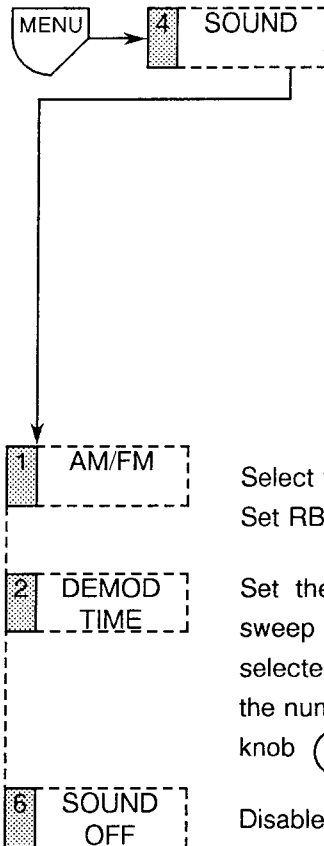 MENU
4 SOUND
1 AM/FM
Select
Set RB
2 DEMOD
TIME
Set the
sweep
selecte
the num
knob
6 SOUND
OFF
Disable